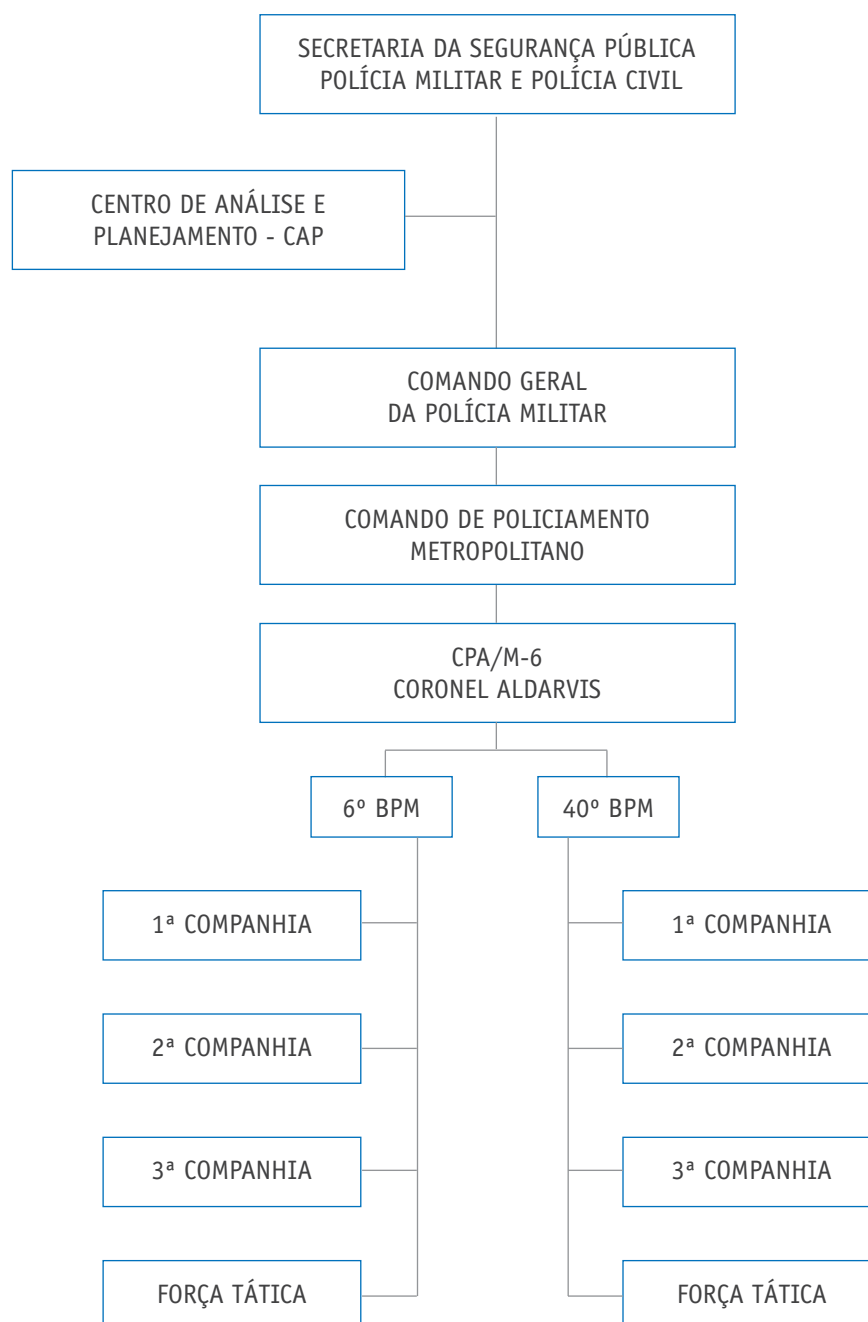 SECRETARIA DA SEGURANÇA PÚBLICA
POLÍCIA MILITAR E POLÍCIA CIVIL
CENTRO DE ANÁLISE E
PLANEJAMENTO - CAP
COMANDO GERAL
DA POLÍCIA MILITAR
COMANDO DE POLICIAMENTO
METROPOLITANO
CPA/M-6
CORONEL ALDARVIS
6º BPM
40º BPM
1ª COMPANHIA
1ª COMPANHIA
2ª COMPANHIA
2ª COMPANHIA
3ª COMPANHIA
3ª COMPANHIA
FORÇA TÁTICA
FORÇA TÁTICA